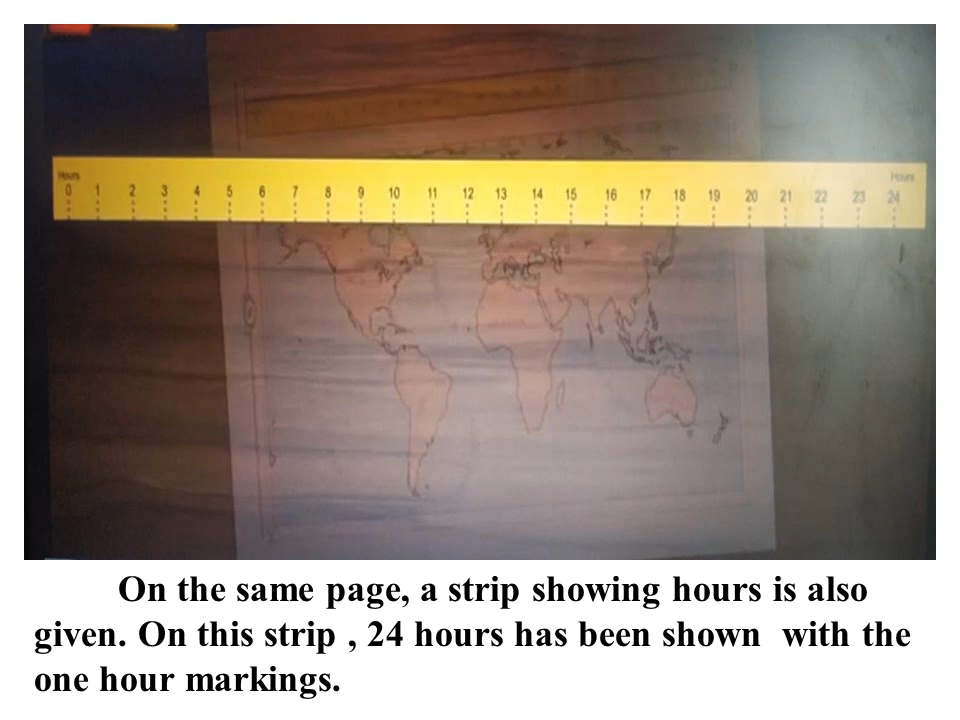 Hours Hours
0 1 2 3 4 5 6 7 8 9 10 11 12 13 14 15 16 17 18 19 20 21 22 23 24
On the same page, a strip showing hours is also
given. On this strip , 24 hours has been shown with the
one hour markings.